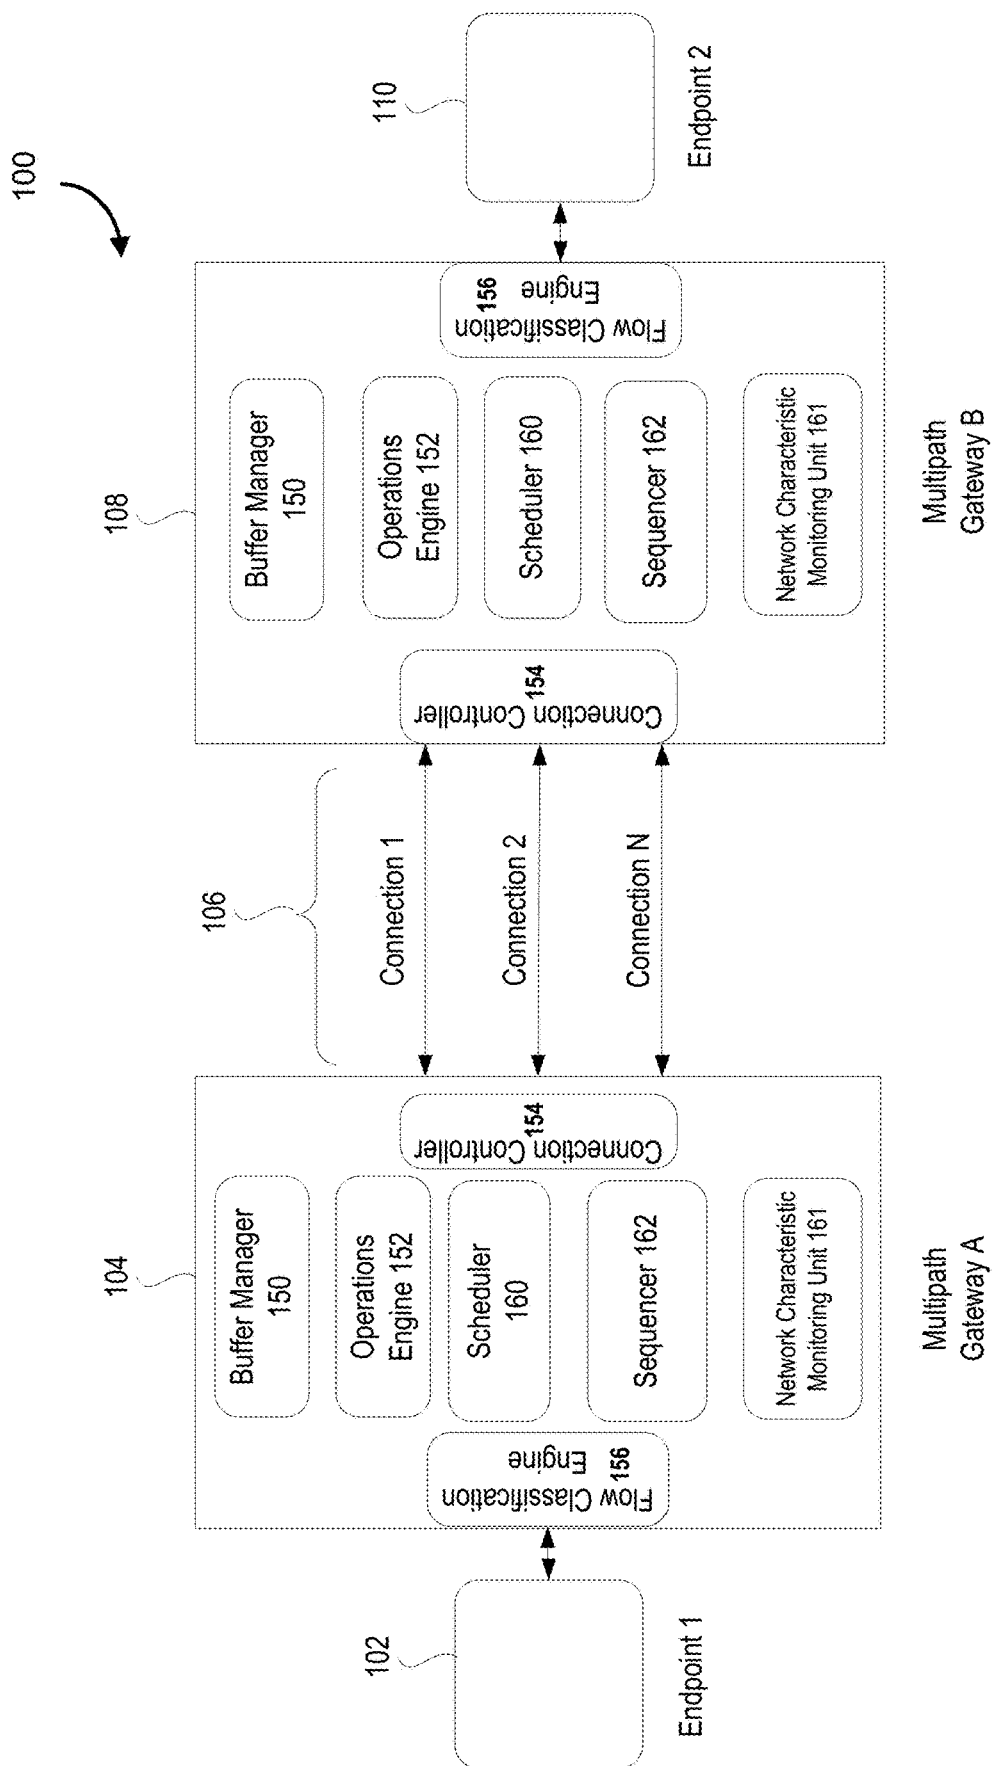 100
102
Endpoint 1
104
Flow Classification
Engine
156
Buffer Manager
150
Operations
Engine 152
Scheduler
160
Sequencer 162
Network Characteristic
Monitoring Unit 161
Connection Controller
154
Multipath
Gateway A
106
Connection 1
Connection 2
Connection N
108
Connection Controller
154
Buffer Manager
150
Operations
Engine 152
Scheduler 160
Sequencer 162
Network Characteristic
Monitoring Unit 161
Flow Classification
Engine
156
Multipath
Gateway B
110
Endpoint 2